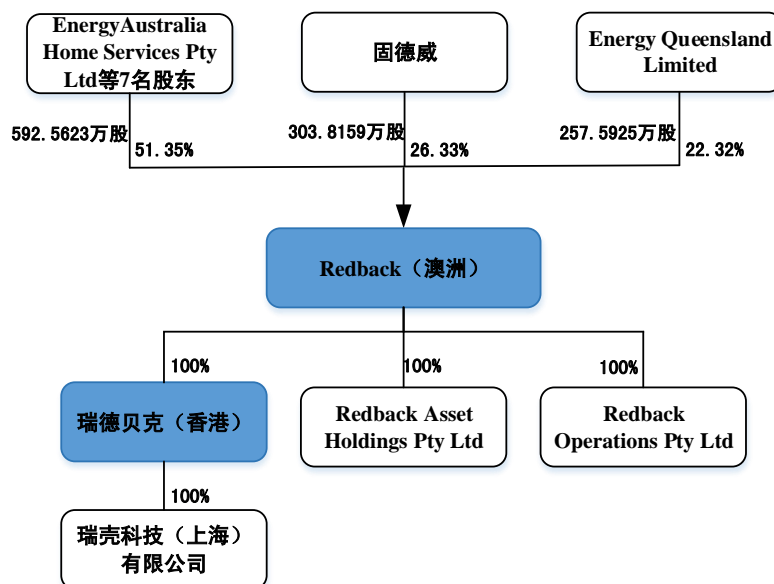 EnergyAustralia
Home Services Pty
Ltd等7名股东
固德威
Energy Queensland
Limited
592.5623万股
51.35%
303.8159万股
26.33%
257.5925万股
22.32%
Redback（澳洲）
100%
100%
100%
瑞德贝克（香港）
Redback Asset
Holdings Pty Ltd
Redback
Operations Pty Ltd
100%
瑞壳科技（上海）
有限公司